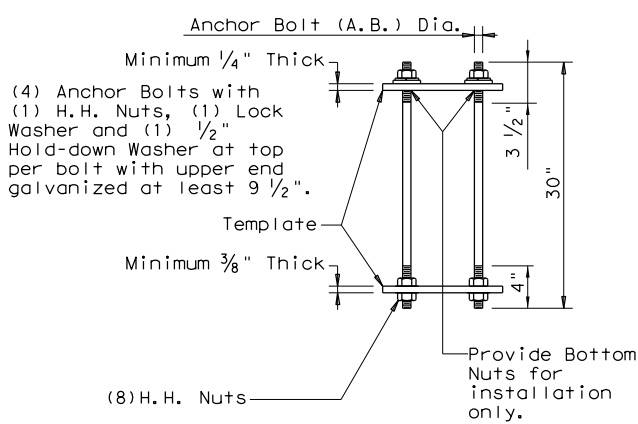 Anchor Bolt (A.B.) Dia.
Minimum 1/4" Thick
(4) Anchor Bolts with
(1) H.H. Nuts, (1) Lock
Washer and (1) 1/2"
Hold-down Washer at top
per bolt with upper end
galvanized at least 9 1/2".
3 1/2"
30"
Template
Minimum 3/8" Thick
4"
(8)H.H. Nuts
Provide Bottom
Nuts for
installation
only.